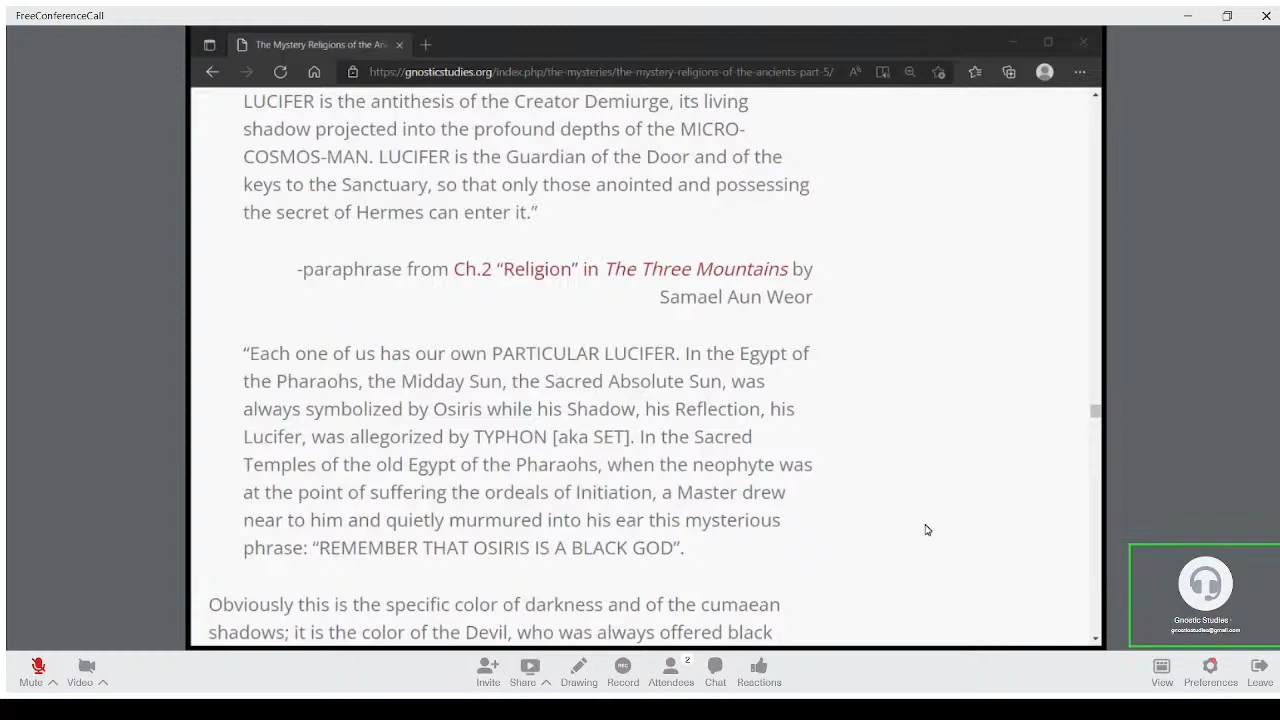 FreeConferenceCall
The Mystery Religions of the An
https://gnosticstudies.org/index.php/the-mysteries/the-mystery-religions-of-the-ancients-part-5/
LUCIFER is the antithesis of the Creator Demiurge, its living
shadow projected into the profound depths of the MICRO-
COSMOS-MAN. LUCIFER is the Guardian of the Door and of the
keys to the Sanctuary, so that only those anointed and possessing
the secret of Hermes can enter it.”
-paraphrase from Ch.2 “Religion” in The Three Mountains by
Samael Aun Weor
“Each one of us has our own PARTICULAR LUCIFER. In the Egypt of
the Pharaohs, the Midday Sun, the Sacred Absolute Sun, was
always symbolized by Osiris while his Shadow, his Reflection, his
Lucifer, was allegorized by TYPHON [aka SET]. In the Sacred
Temples of the old Egypt of the Pharaohs, when the neophyte was
at the point of suffering the ordeals of Initiation, a Master drew
near to him and quietly murmured into his ear this mysterious
phrase: “REMEMBER THAT OSIRIS IS A BLACK GOD”.
Obviously this is the specific color of darkness and of the cumaean
shadows; it is the color of the Devil, who was always offered black
Gnostic Studies -
gnosticstudies@gmail.com
Mute Video Invite Share Drawing Record Attendees 2 Chat Reactions View Preferences Leave